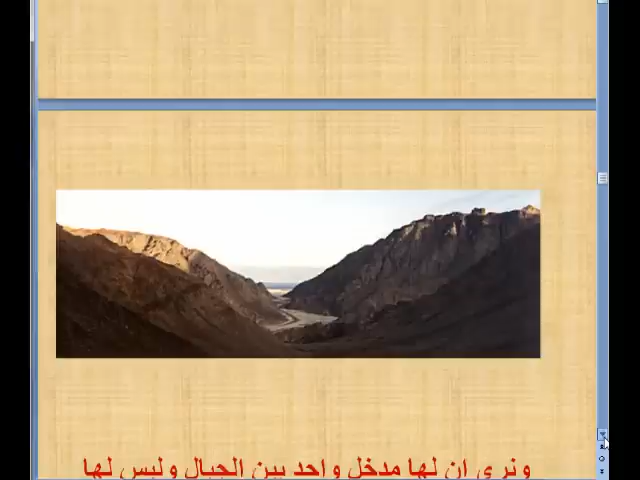 ونرى ان لها مدخل واحد بين الجبال وليس لها